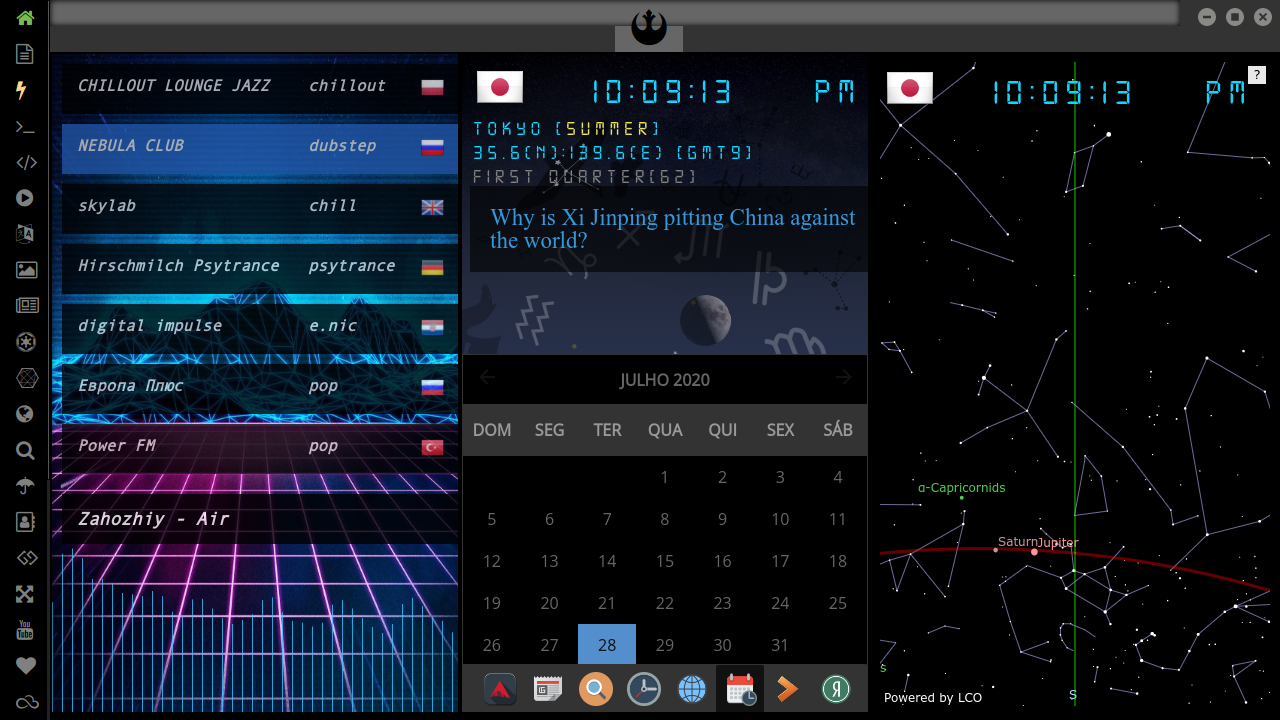 CHILLOUT LOUNGE JAZZ chillout
NEBULA CLUB dubstep
skylab chill
Hirschmilch Psytrance psytrance
digital impulse e.nic
Европа Плюс pop
Power FM pop
Zahozhiy - Air
10:09:13 PM
TOKYO (SUMMER)
35.6(N):139.6(E) (GMT9)
FIRST QUARTER(62)
Why is Xi Jinping pitting China against
the world?
JULHO 2020
DOM SEG TER QUA QUI SEX SÁB
1 2 3 4
5 6 7 8 9 10 11
12 13 14 15 16 17 18
19 20 21 22 23 24 25
26 27 28 29 30 31
10:09:13 PM
?
α-Capricornids
Saturn Jupiter
s
Powered by LCO
S
You
Tube
Я